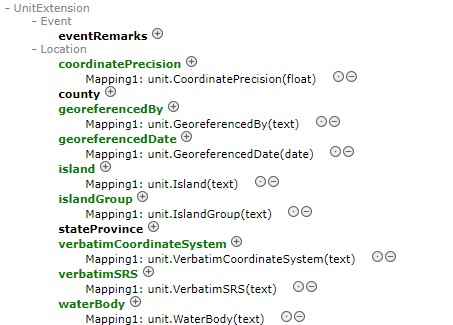 - UnitExtension
- Event
eventRemarks
- Location
coordinatePrecision
Mapping1: unit.CoordinatePrecision(float)
county
georeferencedBy
Mapping1: unit.GeoreferencedBy(text)
georeferencedDate
Mapping1: unit.GeoreferencedDate(date)
island
Mapping1: unit.Island(text)
islandGroup
Mapping1: unit.IslandGroup(text)
stateProvince
verbatimCoordinateSystem
Mapping1: unit.VerbatimCoordinateSystem(text)
verbatimSRS
Mapping1: unit.VerbatimSRS(text)
waterBody
Mapping1: unit.WaterBody(text)